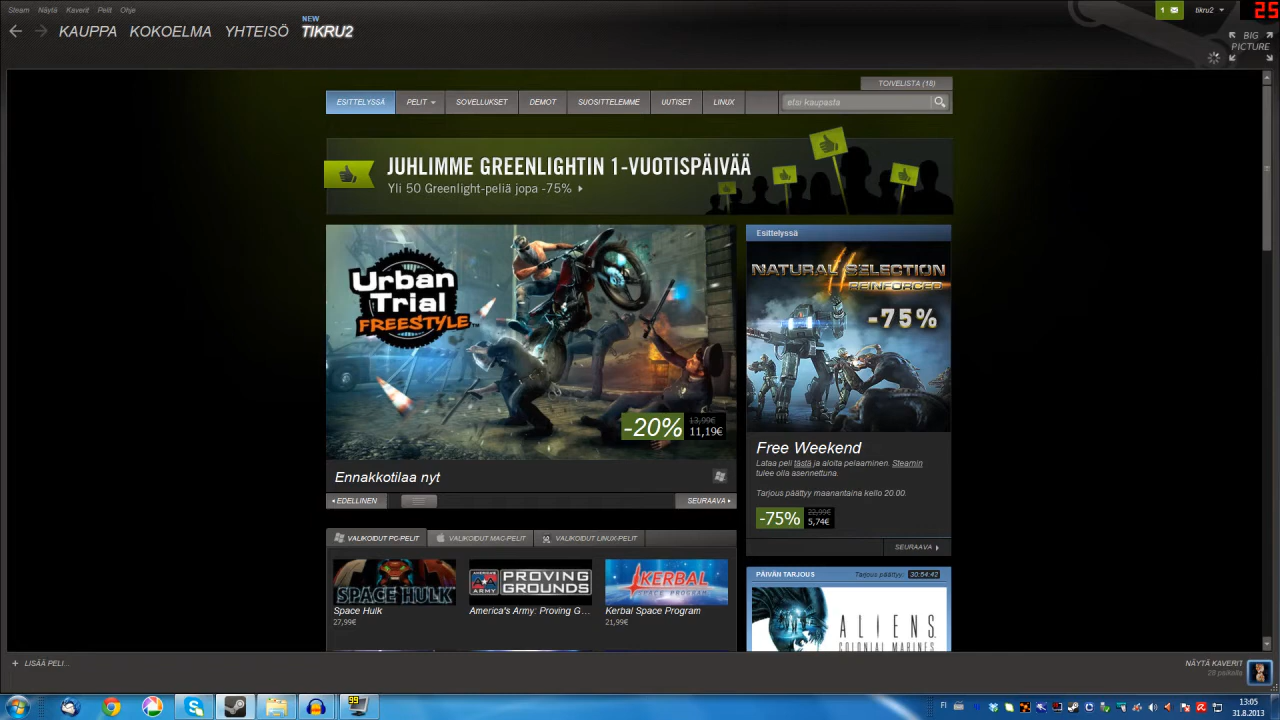 Steam Näytä Kaverit Pelit Ohje
1
tikru2
25
KAUPPA KOKOELMA YHTEISÖ NEW TIKRU2
BIG PICTURE
TOIVELISTA (18)
ESITTELYSSÄ PELIT SOVELLUKSET DEMOT SUOSITTELEMME UUTISET LINUX
etsi kaupasta
JUHLIMME GREENLIGHTIN 1-VUOTISPÄIVÄÄ
Yli 50 Greenlight-peliä jopa -75%
Urban Trial FREESTYLE
-20% 13,99€ 11,19€
Ennakkotilaa nyt
EDELLINEN
SEURAAVA
Esittelyssä
NATURAL SELECTION II
REINFORCED
-75%
Free Weekend
Lataa peli tästä ja aloita pelaaminen. Steamin
tulee olla asennettuna.
Tarjous päättyy maanantaina kello 20.00.
-75% 22,99€ 5,74€
SEURAAVA
VALIKOIDUT PC-PELIT VALIKOIDUT MAC-PELIT VALIKOIDUT LINUX-PELIT
SPACE HULK
AMERICA'S ARMY PROVING GROUNDS
KERBAL SPACE PROGRAM
Space Hulk
America's Army: Proving G...
Kerbal Space Program
27,99€
21,99€
PÄIVÄN TARJOUS
Tarjous päättyy: 30:54:42
ALIENS
COLONIAL MARINES
+ LISÄÄ PELI...
NÄYTÄ KAVERIT
28 paikalla
99
FI
13:05
31.8.2013